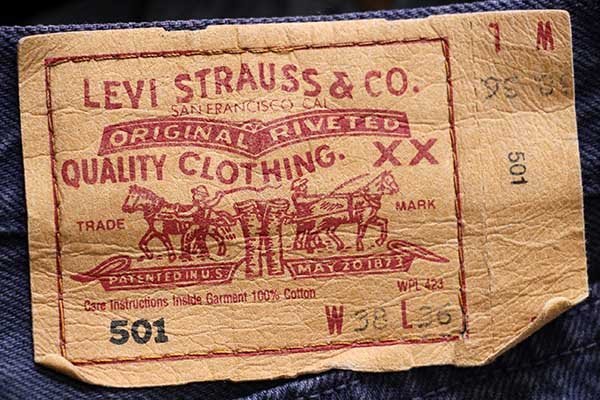 LEVI STRAUSS & CO.
SAN FRANCISCO CAL
ORIGINAL RIVETED
QUALITY CLOTHING. XX
TRADE MARK
PATENTED IN U.S. MAY 20 1873
WPL 423
Care Instructions Inside Garment 100% Cotton
501 W 38 L 36
L W
501